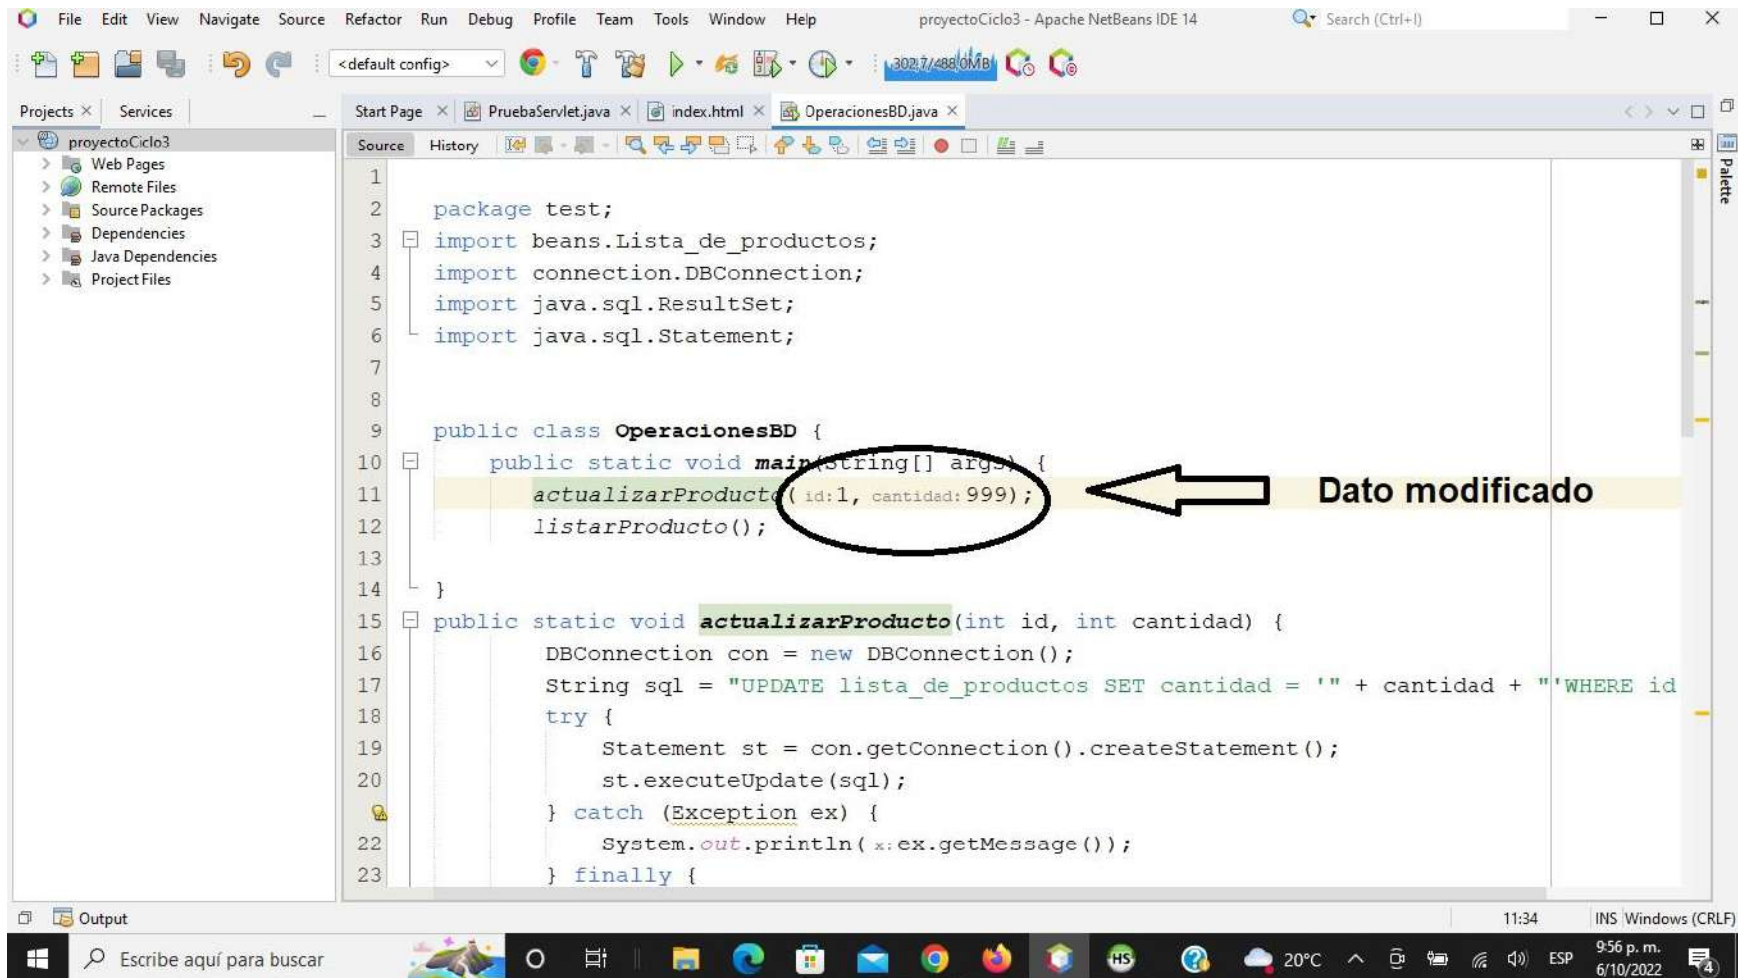 File Edit View Navigate Source Refactor Run Debug Profile Team Tools Window Help proyectoCiclo3 - Apache NetBeans IDE 14 Search (Ctrl+I)
<default config> 302,7/488,0MB
Projects Services
Start Page PruebaServlet.java index.html OperacionesBD.java
Source History
proyectoCiclo3
Web Pages
Remote Files
Source Packages
Dependencies
Java Dependencies
Project Files
Palette
1
2 package test;
3 import beans.Lista_de_productos;
4 import connection.DBConnection;
5 import java.sql.ResultSet;
6 import java.sql.Statement;
7
8
9 public class OperacionesBD {
10 public static void main(String[] args) {
11 actualizarProducto( id: 1, cantidad: 999);
12 listarProducto();
13
14 }
15 public static void actualizarProducto(int id, int cantidad) {
16 DBConnection con = new DBConnection();
17 String sql = "UPDATE lista_de_productos SET cantidad = '" + cantidad + "'WHERE id
18 try {
19 Statement st = con.getConnection().createStatement();
20 st.executeUpdate(sql);
} catch (Exception ex) {
22 System.out.println( x: ex.getMessage());
23 } finally {
Dato modificado
Output 11:34 INS Windows (CRLF)
Escribe aquí para buscar HS 20°C ESP 9:56 p. m.
6/10/2022 4